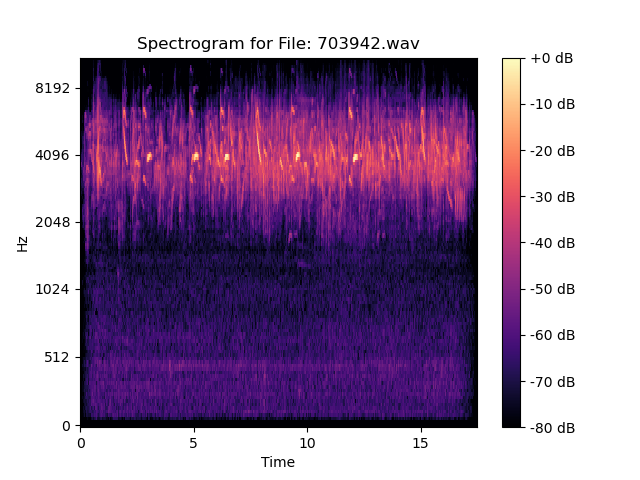 Spectrogram for File: 703942.wav
8192
4096
2048
1024
512
0
Hz
0
5
10
15
Time
+0 dB
-10 dB
-20 dB
-30 dB
-40 dB
-50 dB
-60 dB
-70 dB
-80 dB